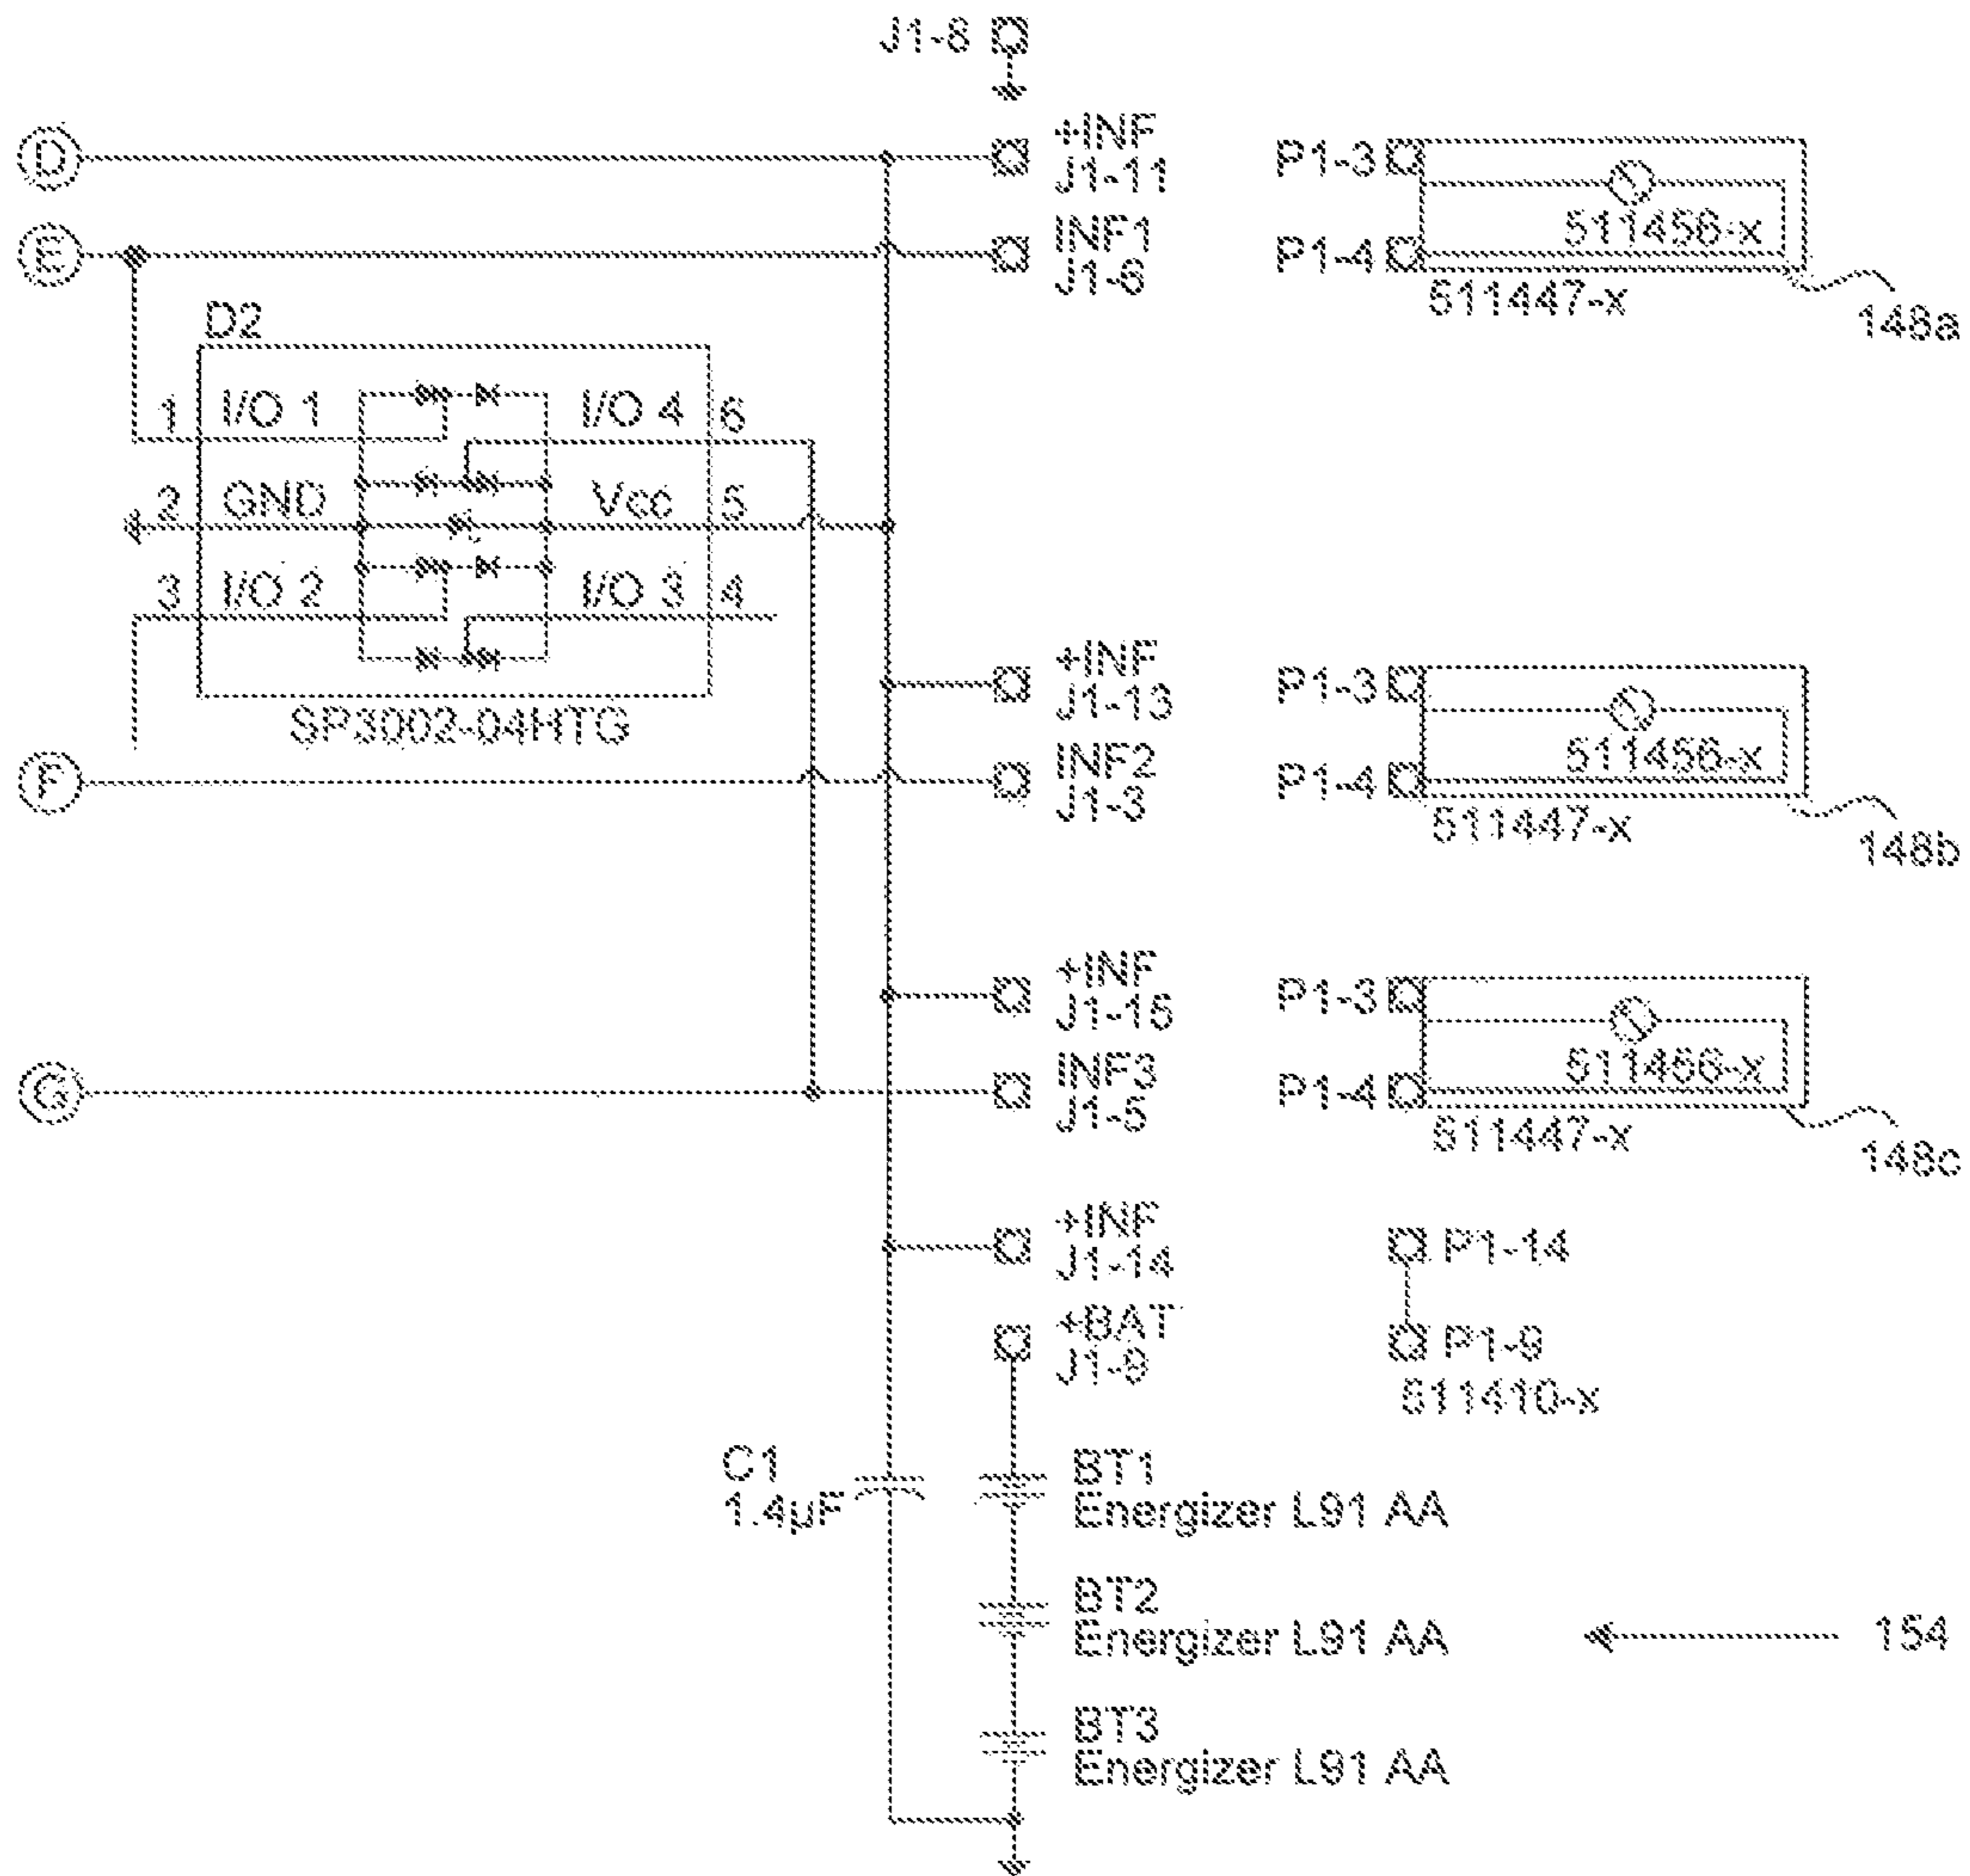 J1-8
D
+INF
J1-11
P1-3
511456-x
E
INF1
J1-6
P1-4
511447-x
148a
D2
1 I/O 1 I/O 4 6
2 GND Vcc 5
3 I/O 2 I/O 3 4
SP3002-04HTG
+INF
J1-13
P1-3
511456-x
F
INF2
J1-3
P1-4
511447-x
148b
+INF
J1-15
P1-3
511456-x
G
INF3
J1-5
P1-4
511447-x
148c
+INF
J1-14
P1-14
+BAT
J1-9
P1-9
511410-x
C1
1.4µF
BT1
Energizer L91 AA
BT2
Energizer L91 AA
154
BT3
Energizer L91 AA